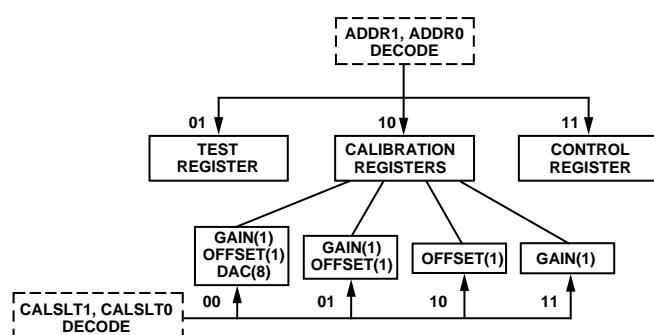 ADDR1, ADDR0
DECODE
01
10
11
TEST
REGISTER
CALIBRATION
REGISTERS
CONTROL
REGISTER
GAIN(1)
OFFSET(1)
DAC(8)
GAIN(1)
OFFSET(1)
OFFSET(1)
GAIN(1)
00
01
10
11
CALSLT1, CALSLT0
DECODE